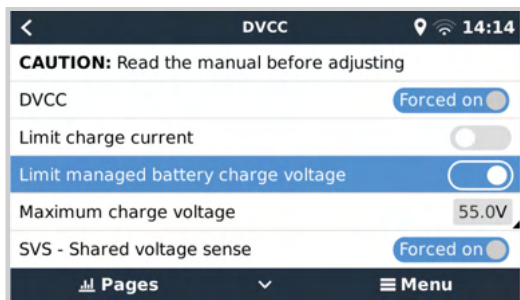 DVCC 14:14
CAUTION: Read the manual before adjusting
DVCC Forced on
Limit charge current
Limit managed battery charge voltage
Maximum charge voltage 55.0V
SVS - Shared voltage sense Forced on
Pages Menu